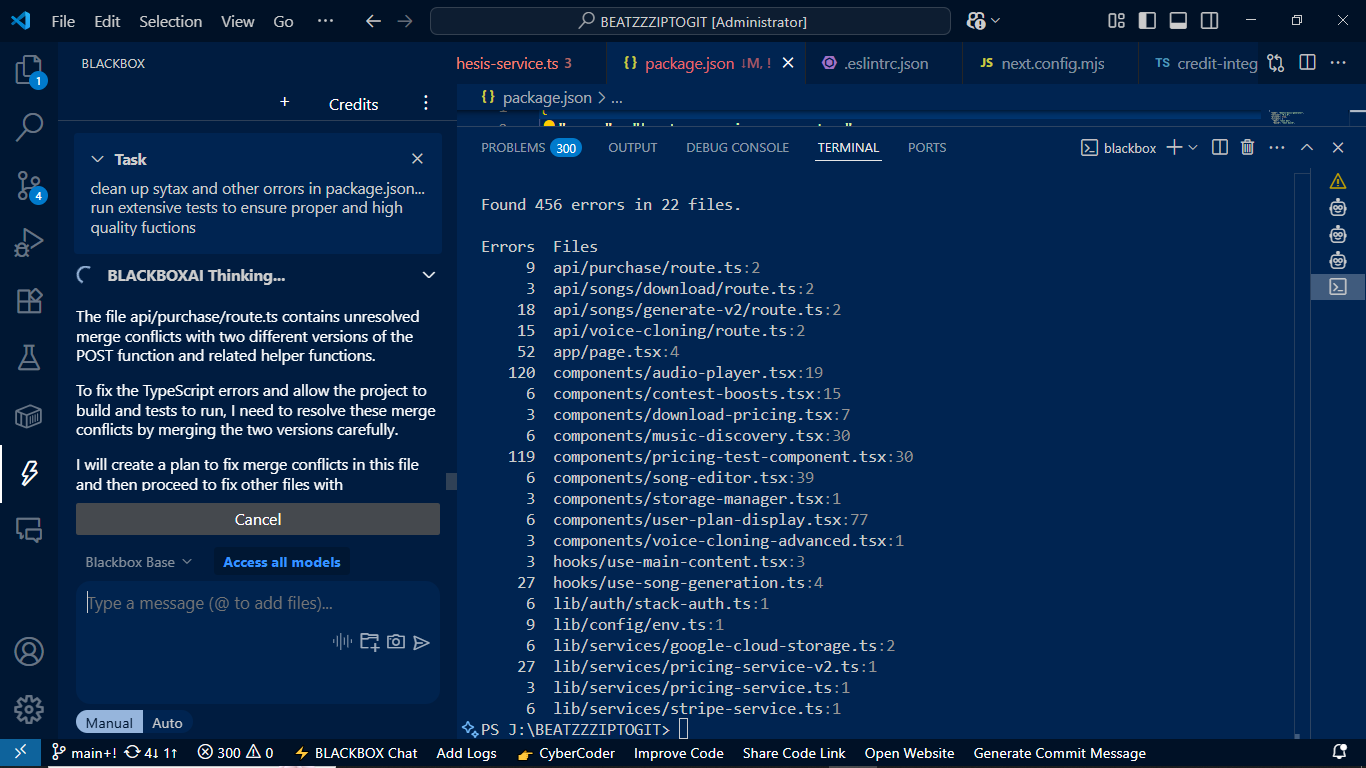 File Edit Selection View Go ··· BEATZZZIPTOGIT [Administrator]
BLACKBOX
hesis-service.ts 3 {} package.json ↓M, ! .eslintrc.json JS next.config.mjs TS credit-integ
1
{} package.json > ...
+ Credits
PROBLEMS 300 OUTPUT DEBUG CONSOLE TERMINAL PORTS
blackbox
Task
clean up sytax and other orrors in package.json...
run extensive tests to ensure proper and high
quality fuctions
4
BLACKBOXAI Thinking...
The file api/purchase/route.ts contains unresolved
merge conflicts with two different versions of the
POST function and related helper functions.
To fix the TypeScript errors and allow the project to
build and tests to run, I need to resolve these merge
conflicts by merging the two versions carefully.
I will create a plan to fix merge conflicts in this file
and then proceed to fix other files with
Cancel
Blackbox Base Access all models
Type a message (@ to add files)...
Manual Auto
Found 456 errors in 22 files.
Errors Files
9 api/purchase/route.ts:2
3 api/songs/download/route.ts:2
18 api/songs/generate-v2/route.ts:2
15 api/voice-cloning/route.ts:2
52 app/page.tsx:4
120 components/audio-player.tsx:19
6 components/contest-boosts.tsx:15
3 components/download-pricing.tsx:7
6 components/music-discovery.tsx:30
119 components/pricing-test-component.tsx:30
6 components/song-editor.tsx:39
3 components/storage-manager.tsx:1
6 components/user-plan-display.tsx:77
3 components/voice-cloning-advanced.tsx:1
3 hooks/use-main-content.tsx:3
27 hooks/use-song-generation.ts:4
6 lib/auth/stack-auth.ts:1
9 lib/config/env.ts:1
6 lib/services/google-cloud-storage.ts:2
27 lib/services/pricing-service-v2.ts:1
3 lib/services/pricing-service.ts:1
6 lib/services/stripe-service.ts:1
PS J:\BEATZZZIPTOGIT>
main+! 4↓ 1↑ 300 0 BLACKBOX Chat Add Logs CyberCoder Improve Code Share Code Link Open Website Generate Commit Message